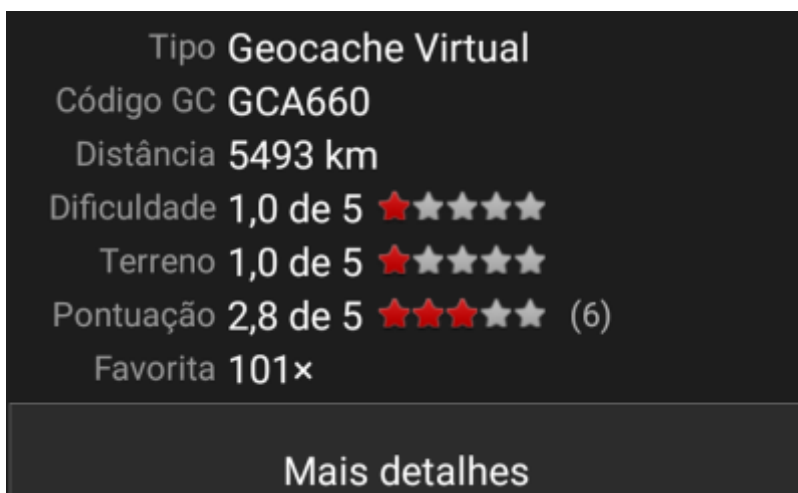 Tipo Geocache Virtual
Código GC GCA660
Distância 5493 km
Dificuldade 1,0 de 5
Terreno 1,0 de 5
Pontuação 2,8 de 5 (6)
Favorita 101×
Mais detalhes